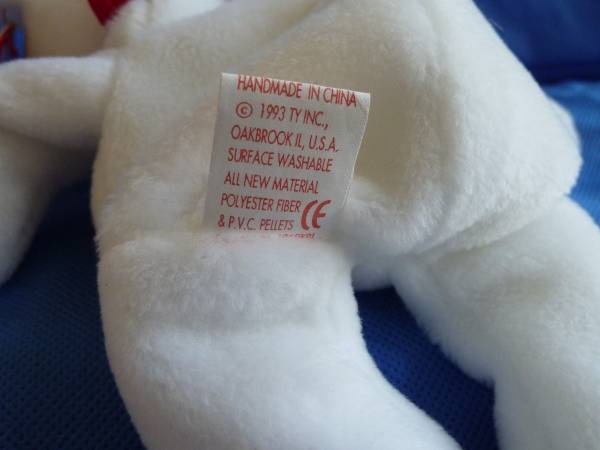 HANDMADE IN CHINA
© 1993 TY INC.,
OAKBROOK IL, U.S.A.
SURFACE WASHABLE
ALL NEW MATERIAL
POLYESTER FIBER
& P.V.C. PELLETS CE